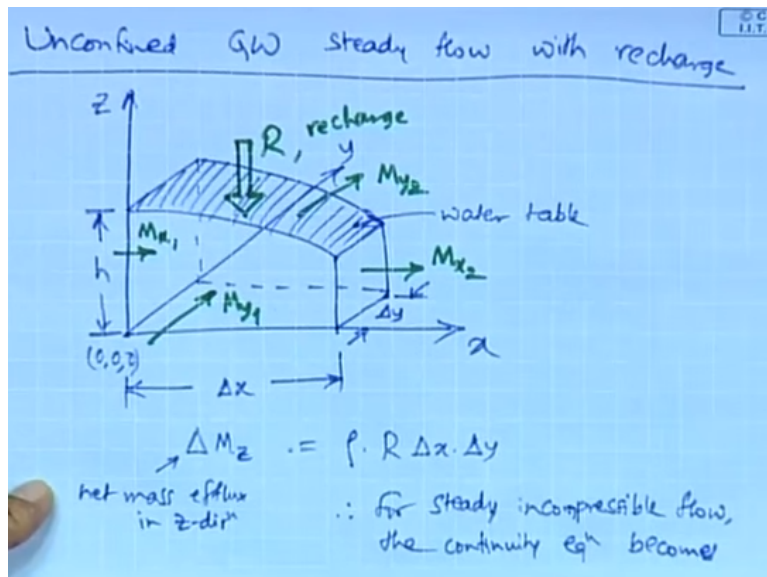 © C
I.I.T.
Unconfined GW steady flow with recharge
z
R, recharge
y
My₂
water table
Mx₁
h
Mx₂
My₁
Δy
(0,0,0)
x
Δx
ΔM_z .= ρ. R Δx. Δy
net mass efflux
in z-dirⁿ
∴ for steady incompressible flow,
the continuity eqⁿ becomes